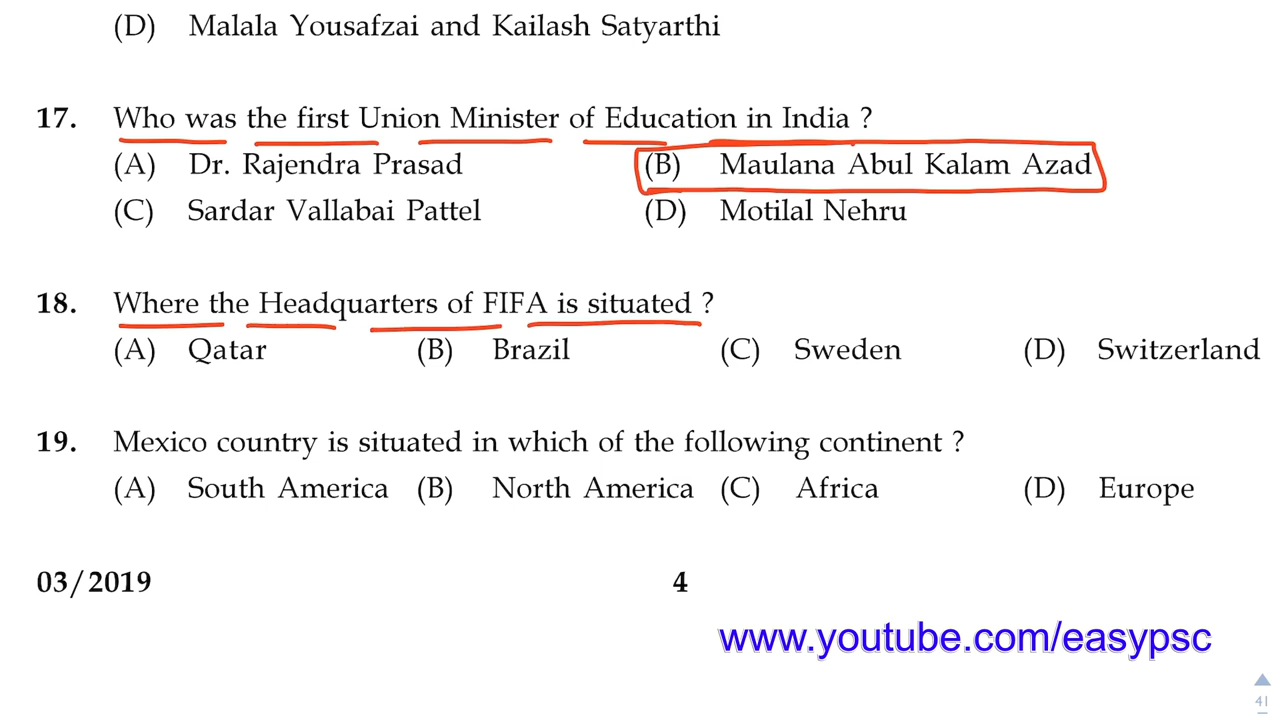 (D) Malala Yousafzai and Kailash Satyarthi
17. Who was the first Union Minister of Education in India ?
(A) Dr. Rajendra Prasad (B) Maulana Abul Kalam Azad
(C) Sardar Vallabai Pattel (D) Motilal Nehru
18. Where the Headquarters of FIFA is situated ?
(A) Qatar (B) Brazil (C) Sweden (D) Switzerland
19. Mexico country is situated in which of the following continent ?
(A) South America (B) North America (C) Africa (D) Europe
03/2019 4
www.youtube.com/easypsc
41